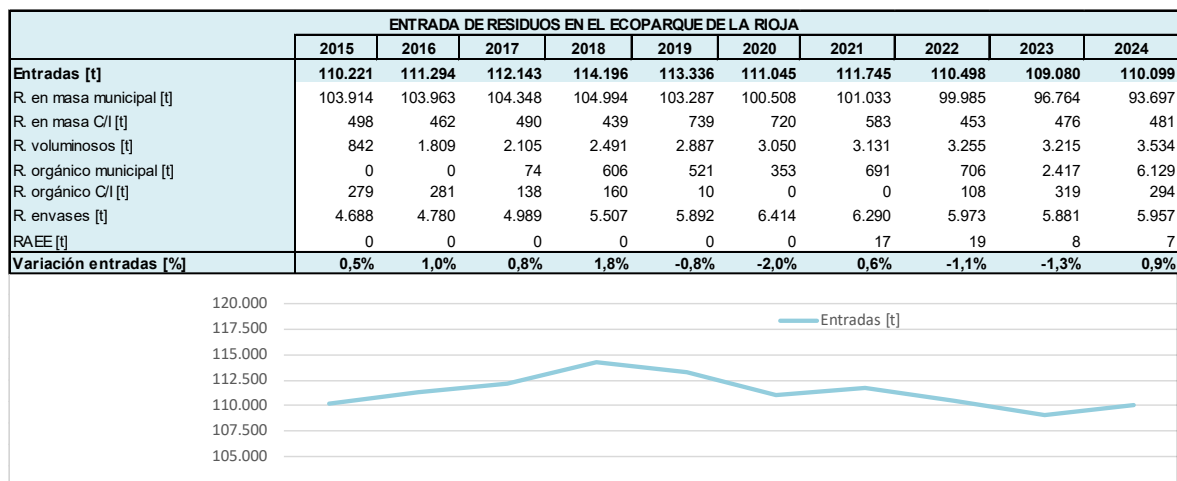 ENTRADA DE RESIDUOS EN EL ECOPARQUE DE LA RIOJA
2015 2016 2017 2018 2019 2020 2021 2022 2023 2024
Entradas [t] 110.221 111.294 112.143 114.196 113.336 111.045 111.745 110.498 109.080 110.099
R. en masa municipal [t] 103.914 103.963 104.348 104.994 103.287 100.508 101.033 99.985 96.764 93.697
R. en masa C/I [t] 498 462 490 439 739 720 583 453 476 481
R. voluminosos [t] 842 1.809 2.105 2.491 2.887 3.050 3.131 3.255 3.215 3.534
R. orgánico municipal [t] 0 0 74 606 521 353 691 706 2.417 6.129
R. orgánico C/I [t] 279 281 138 160 10 0 0 108 319 294
R. envases [t] 4.688 4.780 4.989 5.507 5.892 6.414 6.290 5.973 5.881 5.957
RAEE [t] 0 0 0 0 0 0 17 19 8 7
Variación entradas [%] 0,5% 1,0% 0,8% 1,8% -0,8% -2,0% 0,6% -1,1% -1,3% 0,9%
120.000
Entradas [t]
117.500
115.000
112.500
110.000
107.500
105.000